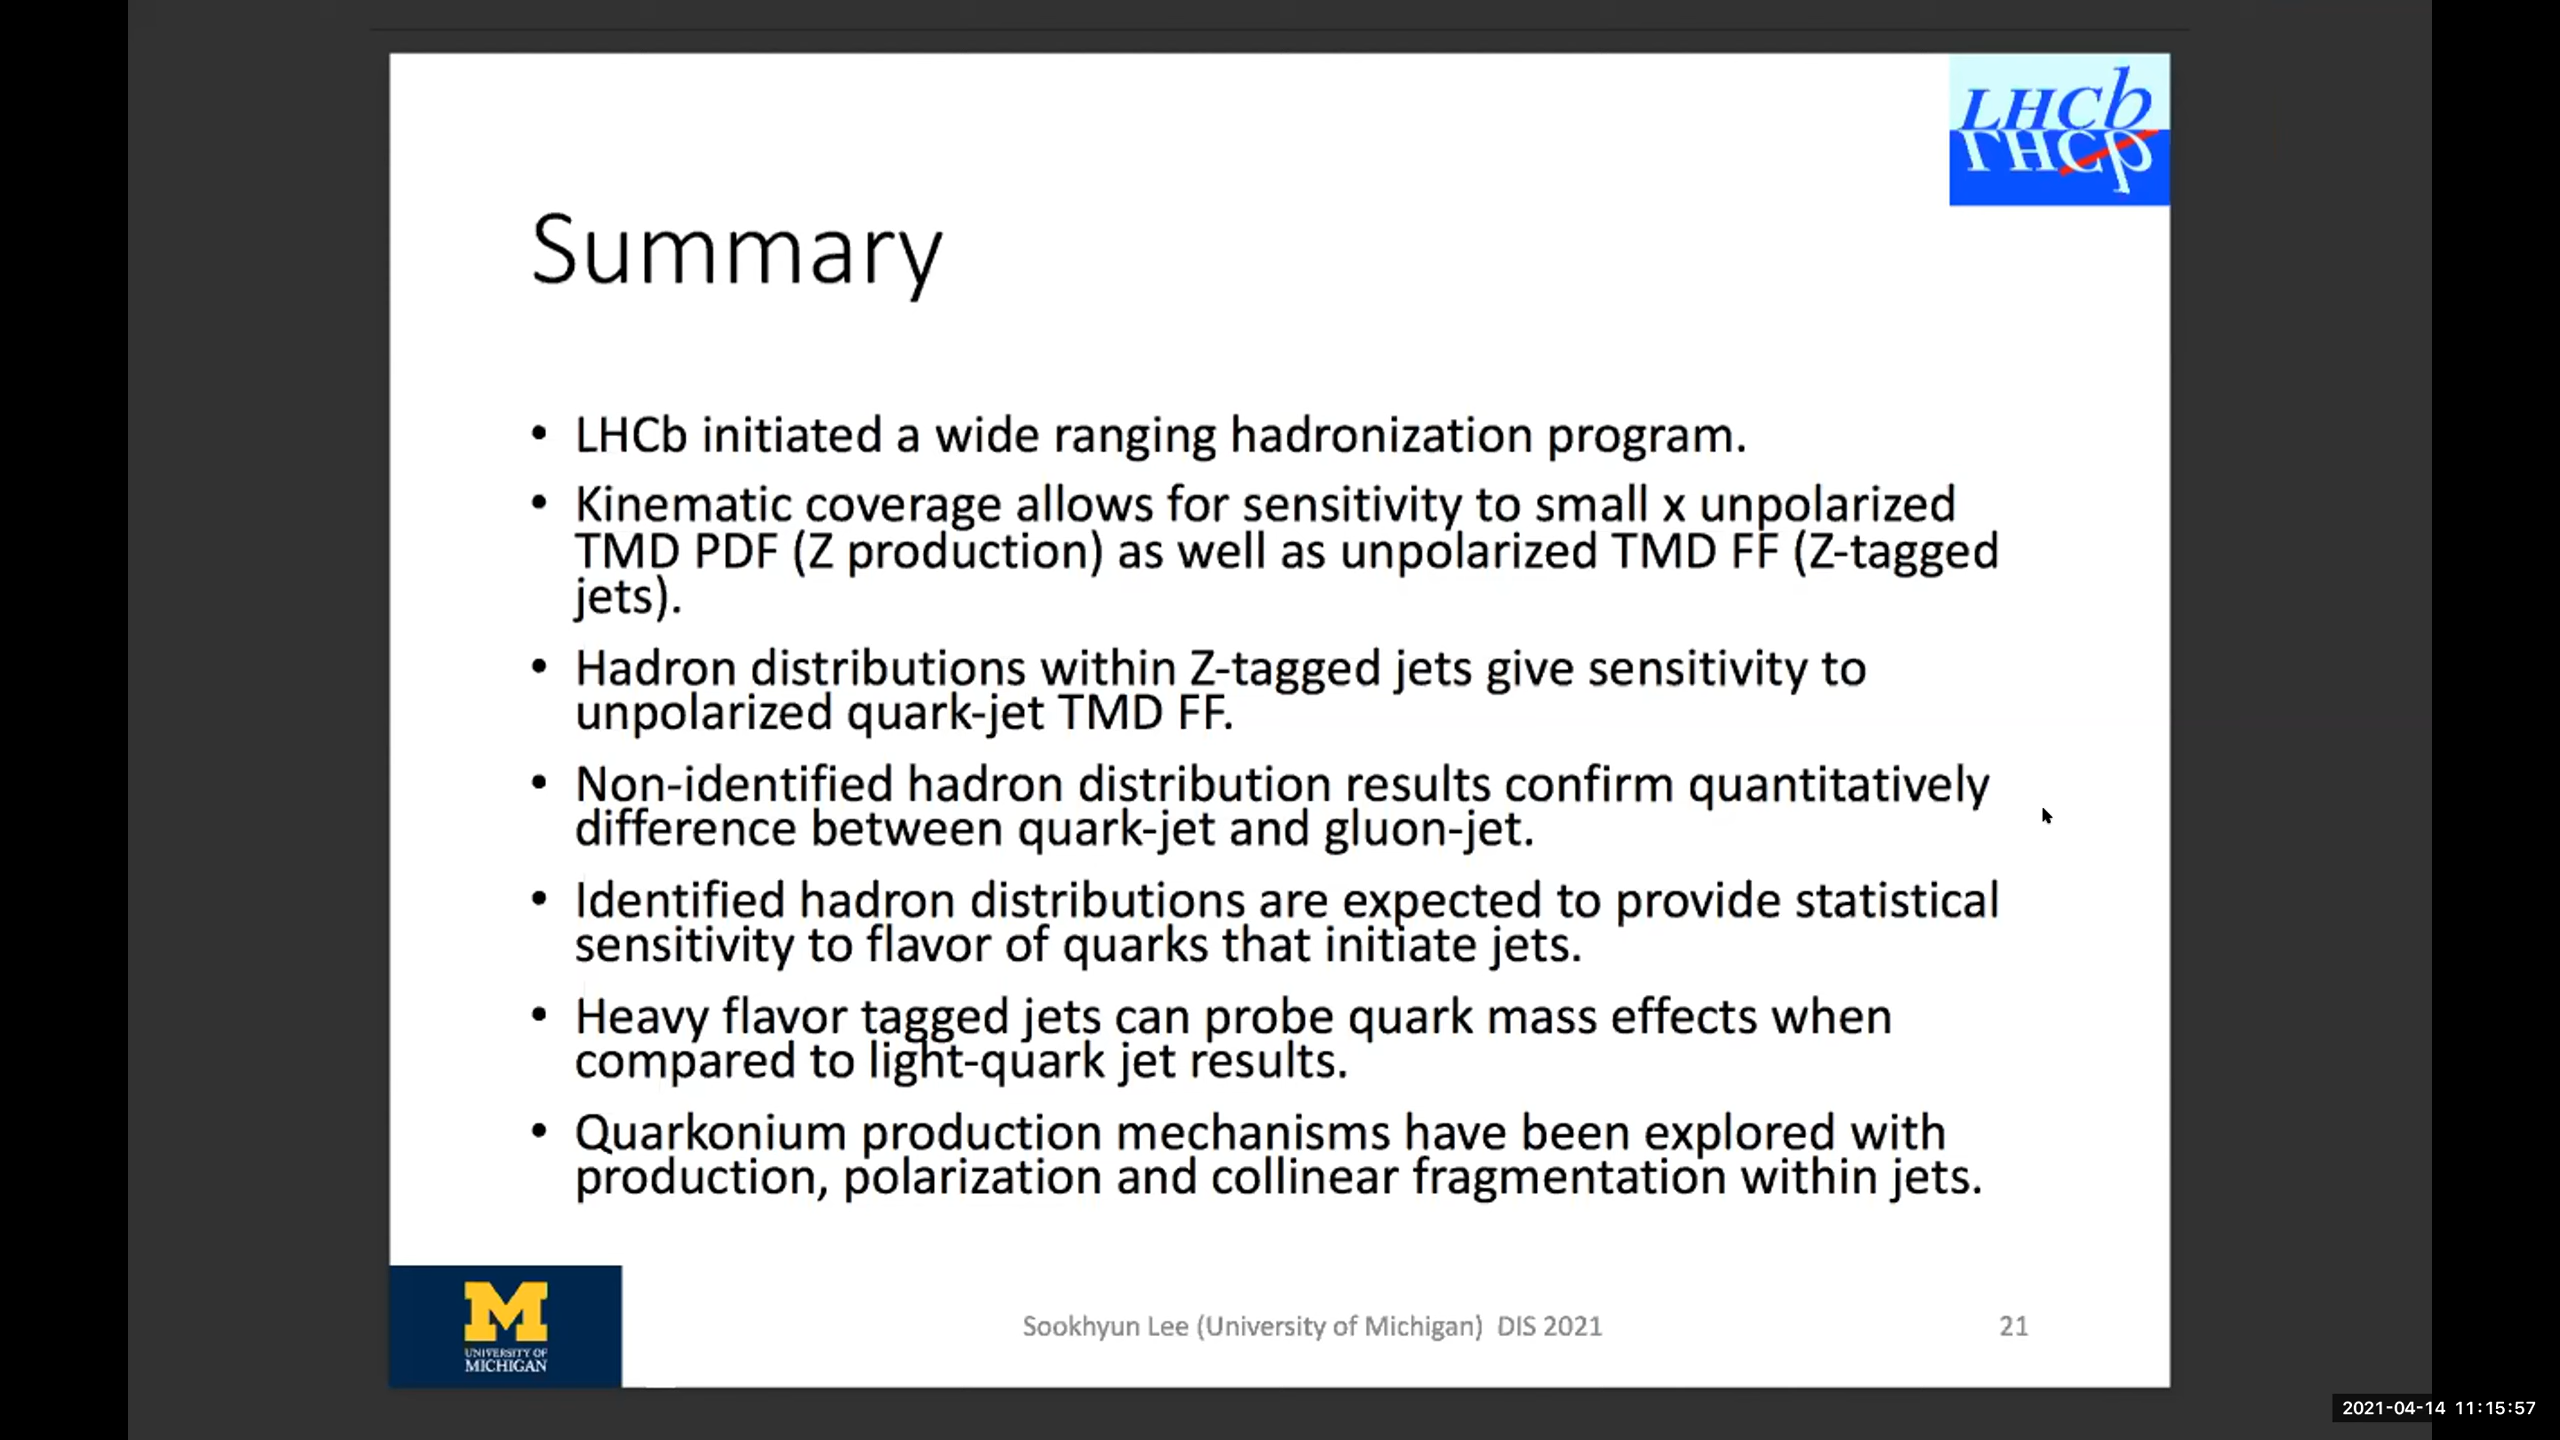 LHCb
LHCb
Summary
• LHCb initiated a wide ranging hadronization program.
• Kinematic coverage allows for sensitivity to small x unpolarized
TMD PDF (Z production) as well as unpolarized TMD FF (Z-tagged
jets).
• Hadron distributions within Z-tagged jets give sensitivity to
unpolarized quark-jet TMD FF.
• Non-identified hadron distribution results confirm quantitatively
difference between quark-jet and gluon-jet.
• Identified hadron distributions are expected to provide statistical
sensitivity to flavor of quarks that initiate jets.
• Heavy flavor tagged jets can probe quark mass effects when
compared to light-quark jet results.
• Quarkonium production mechanisms have been explored with
production, polarization and collinear fragmentation within jets.
M
UNIVERSITY OF
MICHIGAN
Sookhyun Lee (University of Michigan) DIS 2021
21
2021-04-14 11:15:57